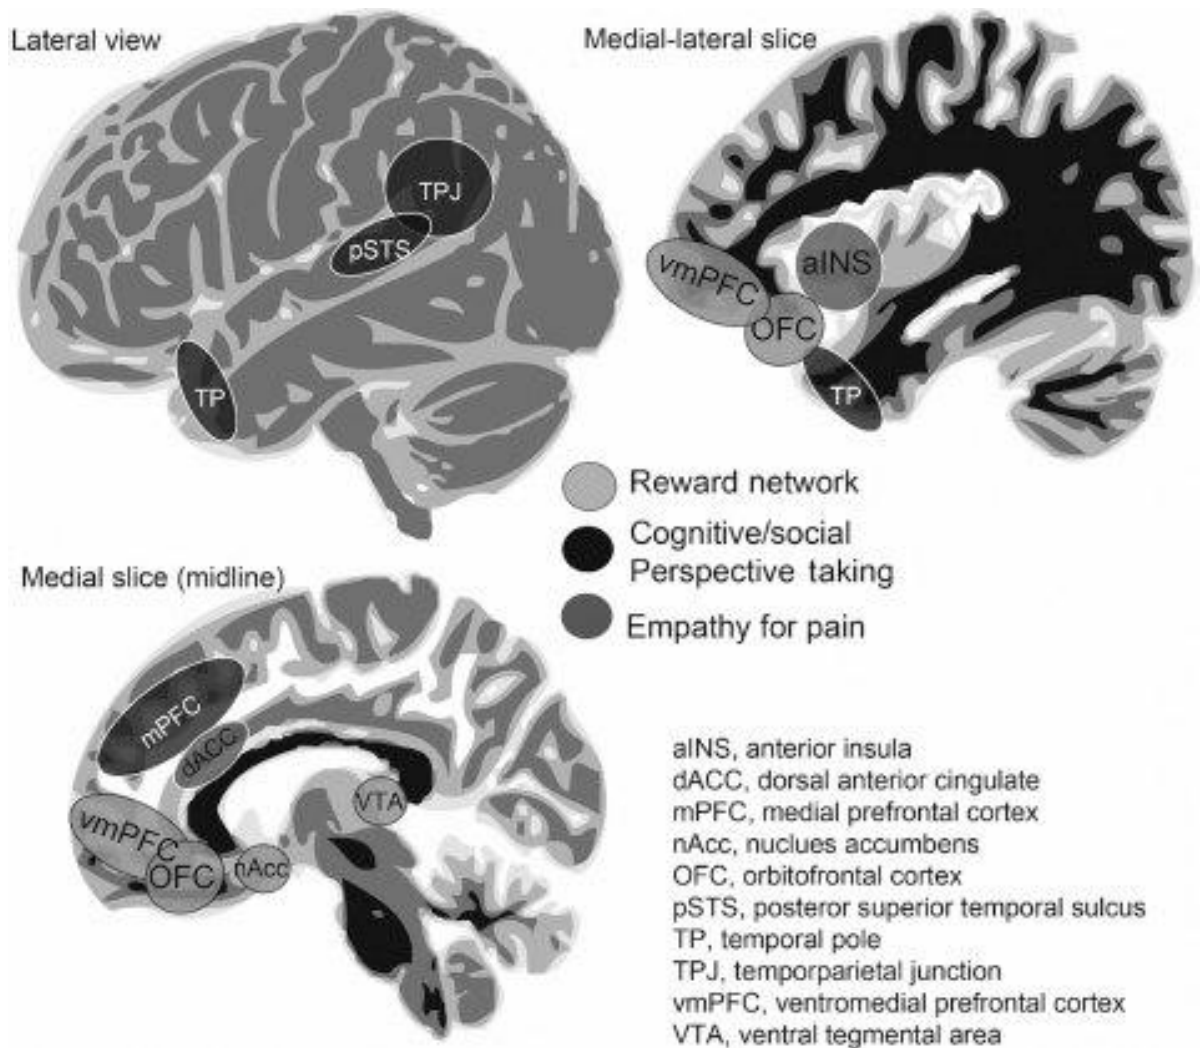 Lateral view
TPJ
pSTS
TP
Medial-lateral slice
vmPFC
aINS
OFC
TP
Reward network
Cognitive/social
Perspective taking
Empathy for pain
Medial slice (midline)
mPFC
dACC
VTA
vmPFC
OFC
nAcc
aINS, anterior insula
dACC, dorsal anterior cingulate
mPFC, medial prefrontal cortex
nAcc, nuclues accumbens
OFC, orbitofrontal cortex
pSTS, posteror superior temporal sulcus
TP, temporal pole
TPJ, temporparietal junction
vmPFC, ventromedial prefrontal cortex
VTA, ventral tegmental area